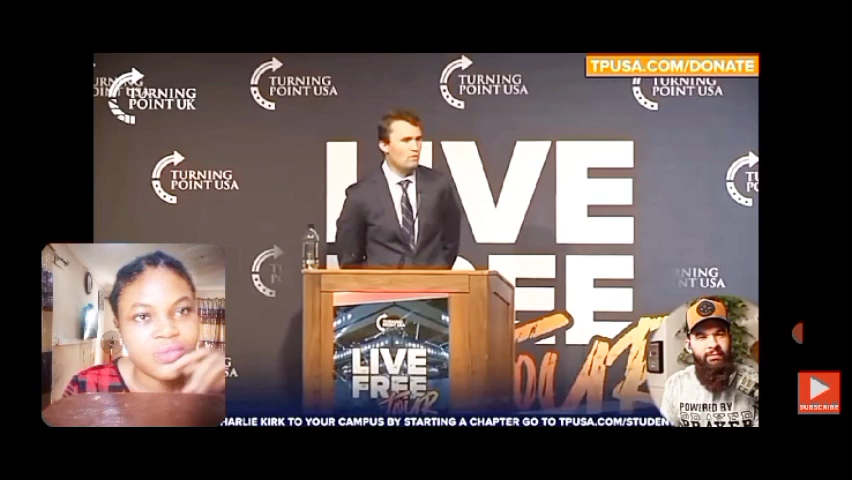 TPUSA.COM/DONATE
TURNING
POINT UK
TURNING
POINT USA
TURNING
POINT USA
TURNING
POINT USA
TURNING
POINT USA
LIVE
FREE
TOUR
TURNING
POINT USA
LIVE
FREE
TOUR
POWERED BY
PRAYER
SUBSCRIBE
CHARLIE KIRK TO YOUR CAMPUS BY STARTING A CHAPTER GO TO TPUSA.COM/STUDEN